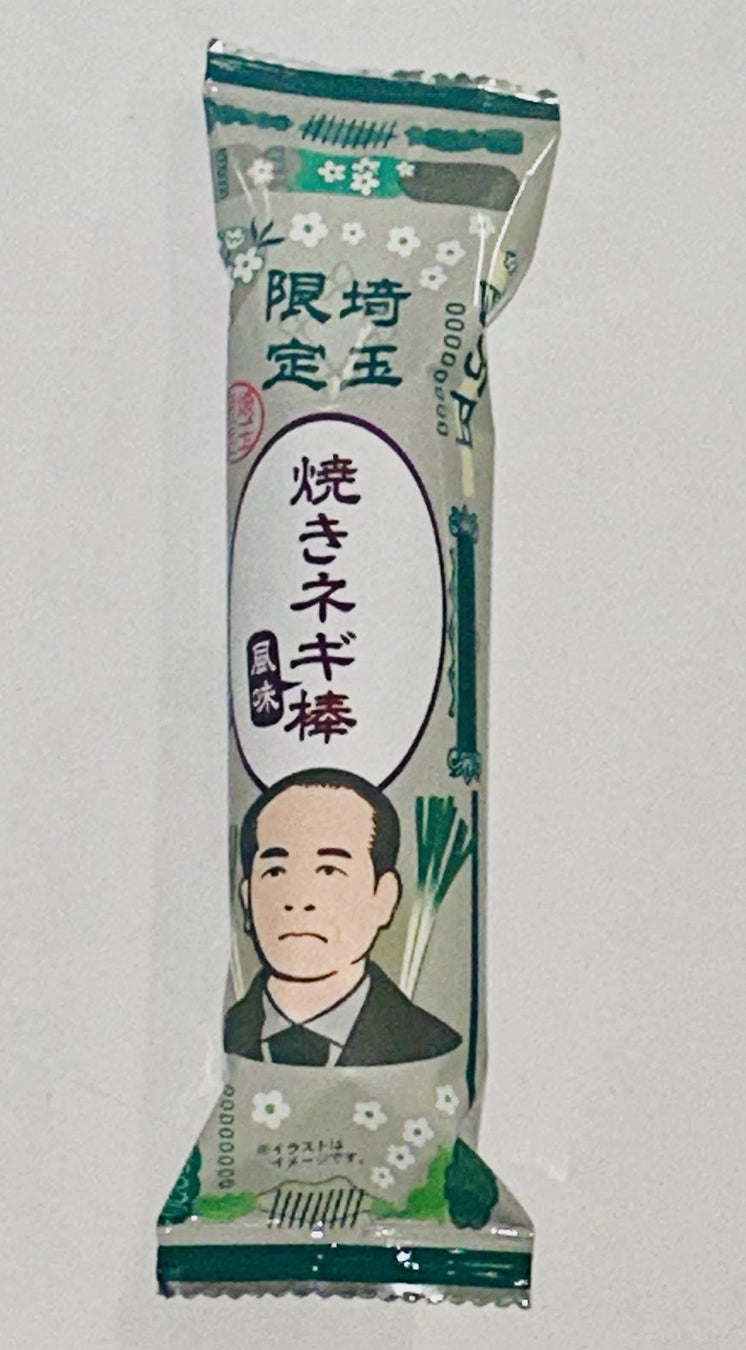 埼玉
限定
焼きネギ棒
風味
※イラストは
イメージです。